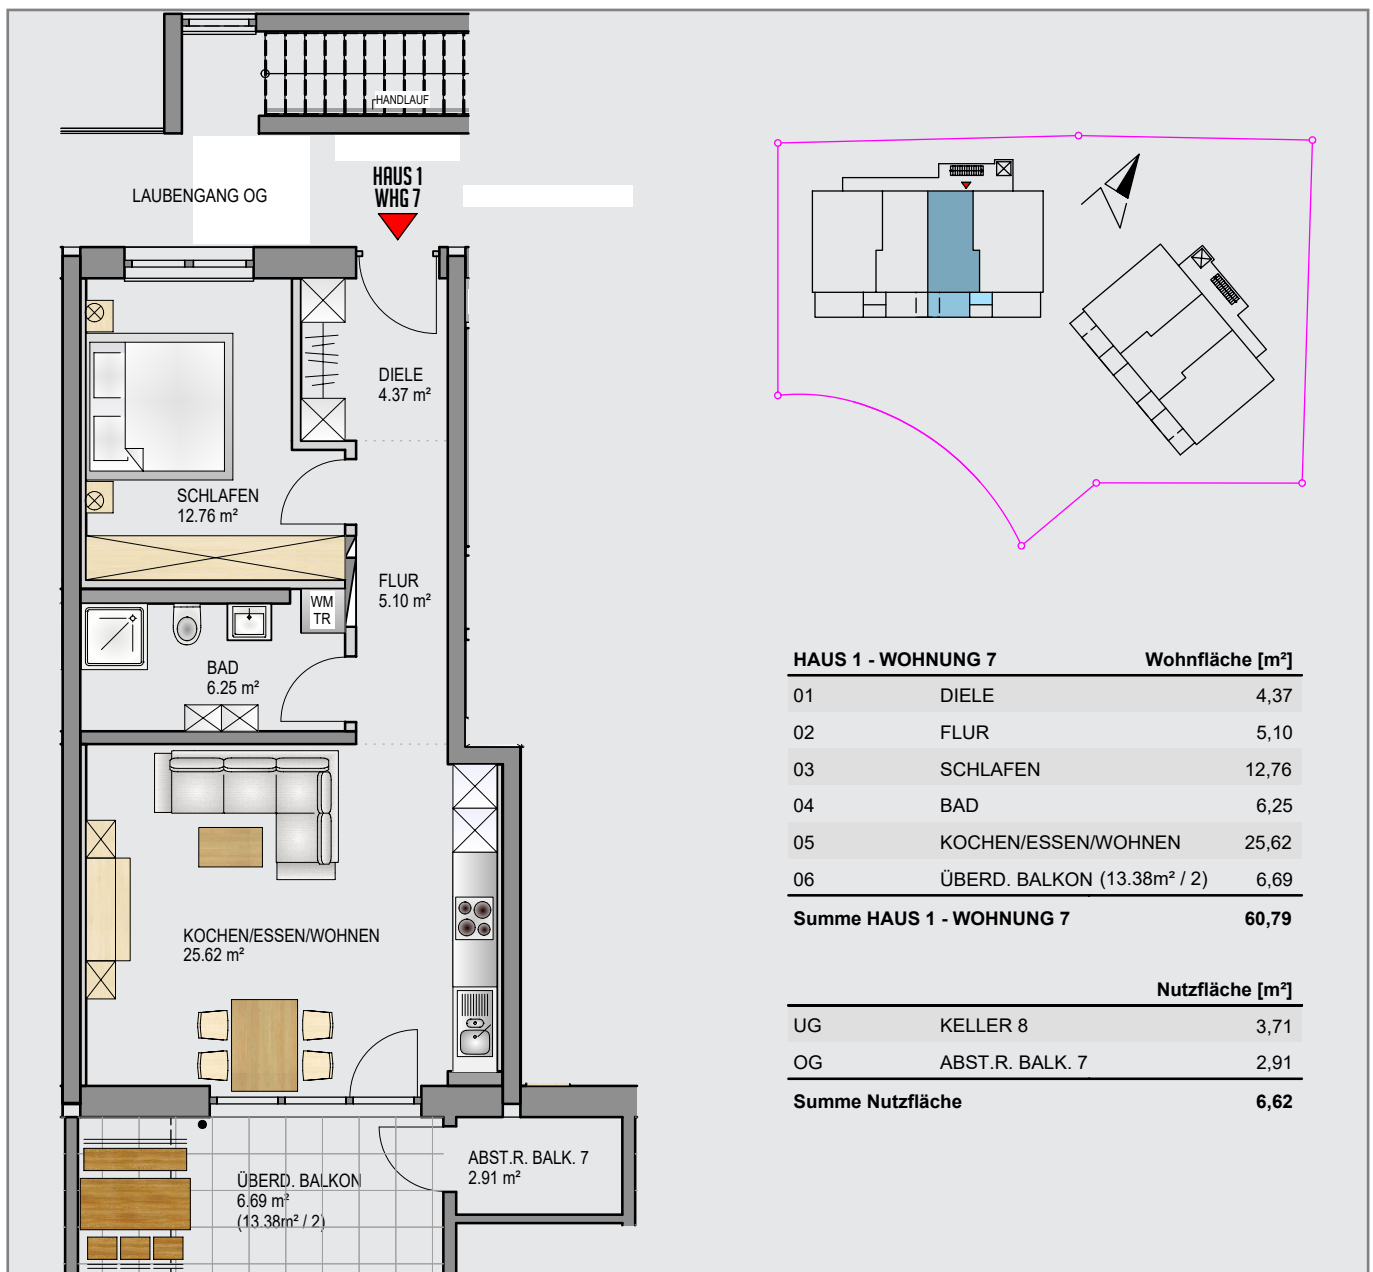 HANDLAUF
LAUBENGANG OG
HAUS 1
WHG 7
DIELE
4.37 m²
SCHLAFEN
12.76 m²
FLUR
5.10 m²
WM
TR
BAD
6.25 m²
KOCHEN/ESSEN/WOHNEN
25.62 m²
ABST.R. BALK. 7
2.91 m²
ÜBERD. BALKON
6.69 m²
(13.38m² / 2)
HAUS 1 - WOHNUNG 7 Wohnfläche [m²]
01 DIELE 4,37
02 FLUR 5,10
03 SCHLAFEN 12,76
04 BAD 6,25
05 KOCHEN/ESSEN/WOHNEN 25,62
06 ÜBERD. BALKON (13.38m² / 2) 6,69
Summe HAUS 1 - WOHNUNG 7 60,79
Nutzfläche [m²]
UG KELLER 8 3,71
OG ABST.R. BALK. 7 2,91
Summe Nutzfläche 6,62